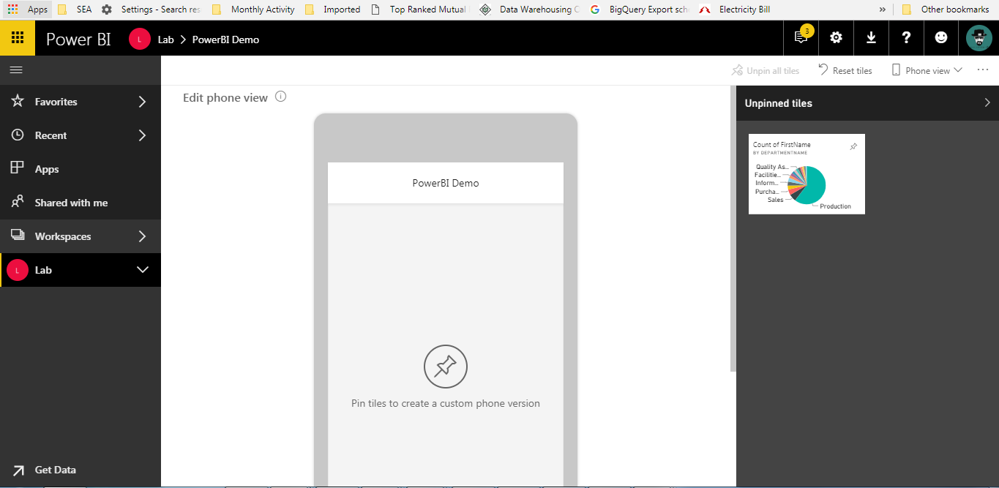 Apps SEA Settings - Search res Monthly Activity Imported Top Ranked Mutual Data Warehousing C BigQuery Export sche Electricity Bill » Other bookmarks
Power BI L Lab > PowerBI Demo 3 ?
Unpin all tiles Reset tiles Phone view ...
Favorites
Recent
Apps
Shared with me
Workspaces
L Lab
Get Data
Edit phone view
PowerBI Demo
Pin tiles to create a custom phone version
Unpinned tiles
Count of FirstName
BY DEPARTMENTNAME
Quality As...
Facilitie...
Inform...
Purcha...
Sales
Production